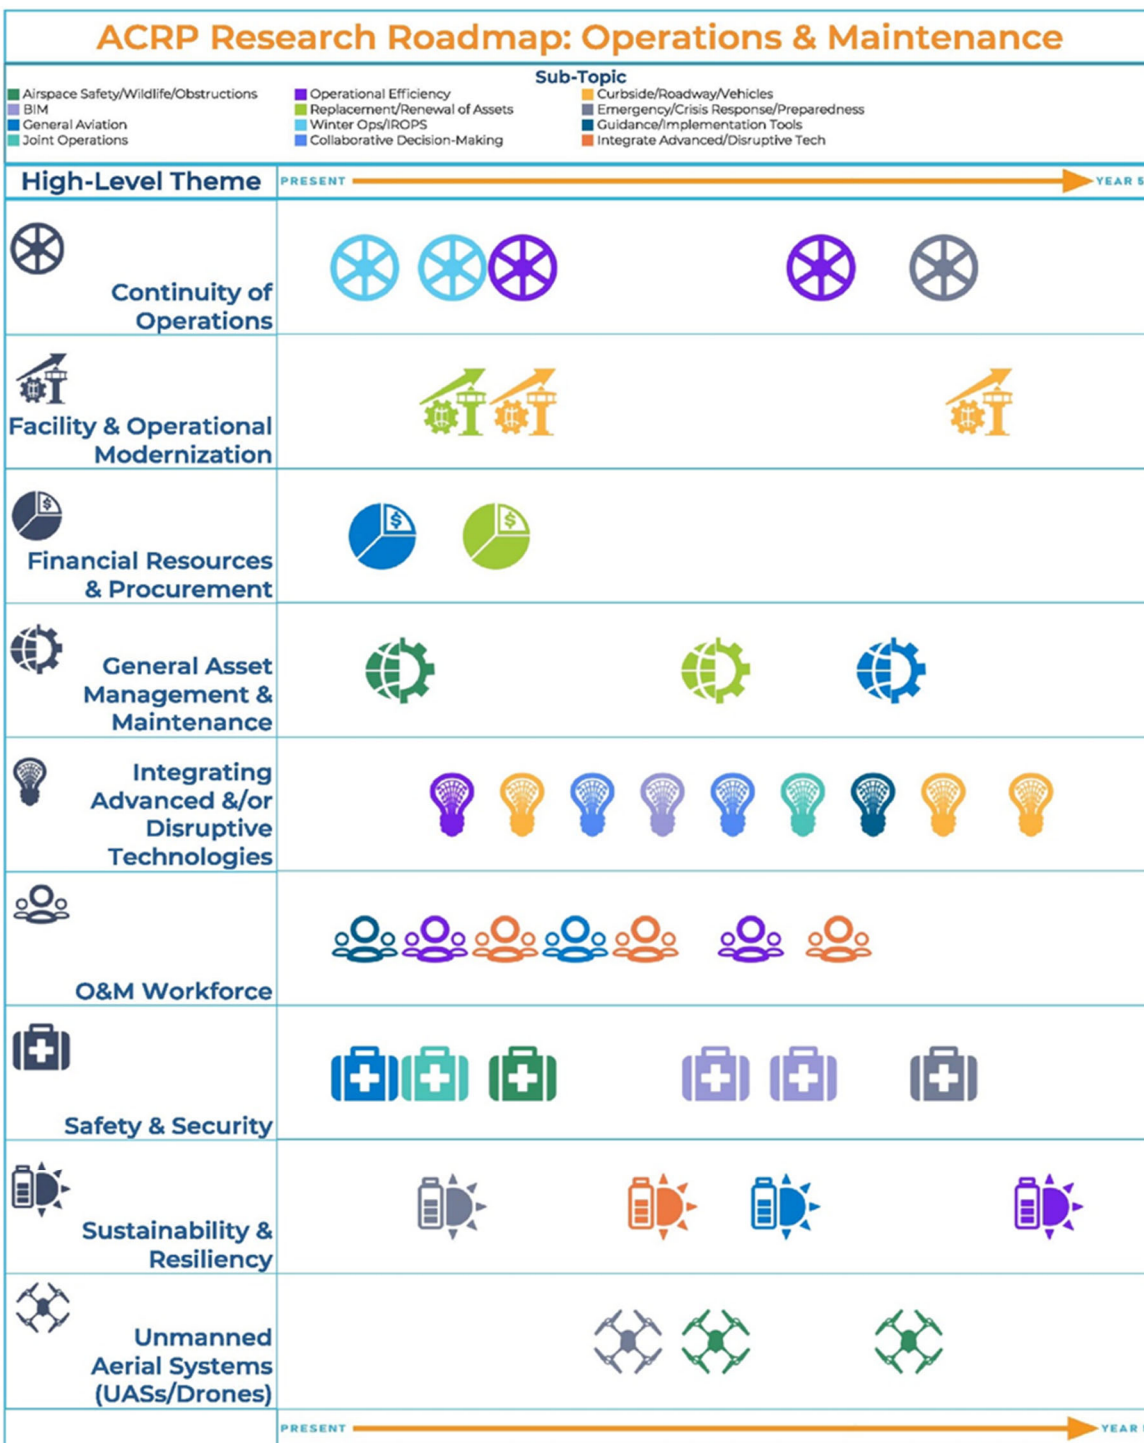 ACRP Research Roadmap: Operations & Maintenance
Sub-Topic
Airspace Safety/Wildlife/Obstructions
BIM
General Aviation
Joint Operations
Operational Efficiency
Replacement/Renewal of Assets
Winter Ops/IROPS
Collaborative Decision-Making
Curbside/Roadway/Vehicles
Emergency/Crisis Response/Preparedness
Guidance/Implementation Tools
Integrate Advanced/Disruptive Tech
High-Level Theme
PRESENT
YEAR 5
Continuity of
Operations
Facility & Operational
Modernization
$
$
$
Financial Resources
& Procurement
General Asset
Management &
Maintenance
Integrating
Advanced &/or
Disruptive
Technologies
O&M Workforce
Safety & Security
Sustainability &
Resiliency
Unmanned
Aerial Systems
(UASs/Drones)
PRESENT
YEAR